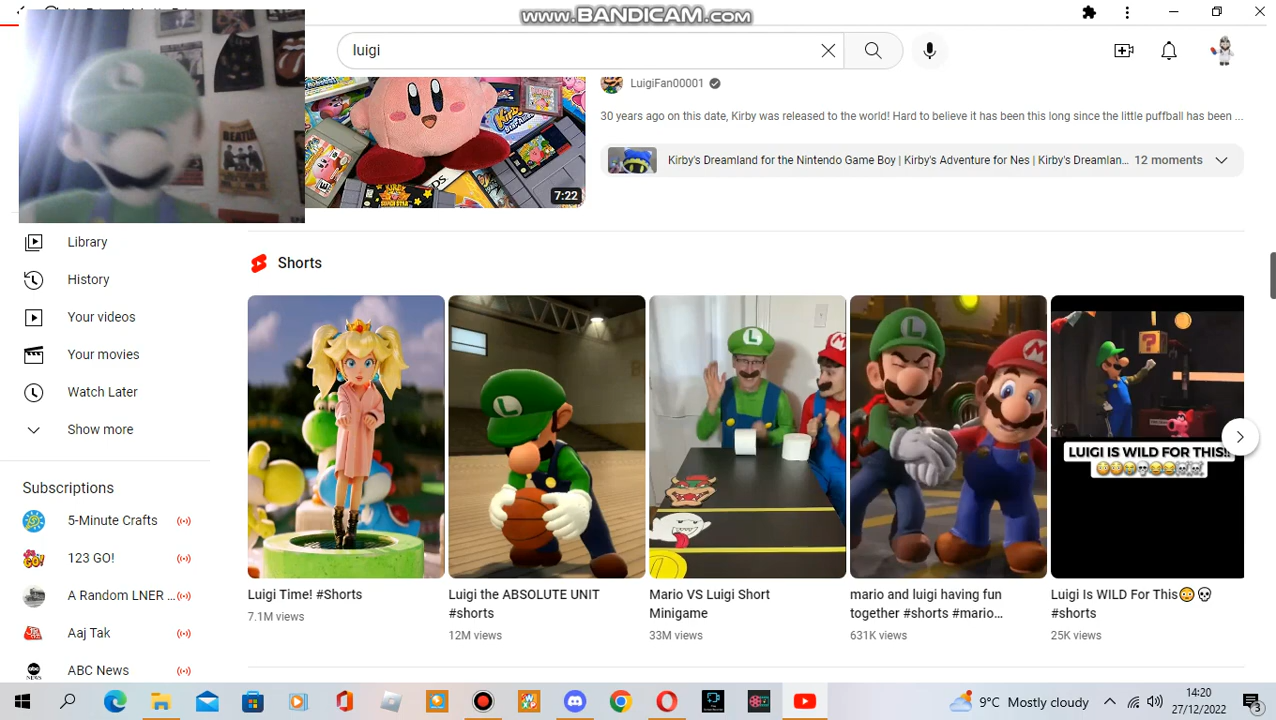 www.BANDICAM.com
luigi
LuigiFan00001
30 years ago on this date, Kirby was released to the world! Hard to believe it has been this long since the little puffball has been ...
Kirby's Dreamland for the Nintendo Game Boy | Kirby's Adventure for Nes | Kirby's Dreamlan... 12 moments
7:22
BEATLES
Library
History
Your videos
Your movies
Watch Later
Show more
Subscriptions
5-Minute Crafts
123 GO!
A Random LNER ...
Aaj Tak
ABC News
Shorts
LUIGI IS WILD FOR THIS!!
😳😳😭💀😂😂💀💀
Luigi Time! #Shorts
7.1M views
Luigi the ABSOLUTE UNIT
#shorts
12M views
Mario VS Luigi Short
Minigame
33M views
mario and luigi having fun
together #shorts #mario...
631K views
Luigi Is WILD For This😳💀
#shorts
25K views
9°C Mostly cloudy
14:20
27/12/2022
3